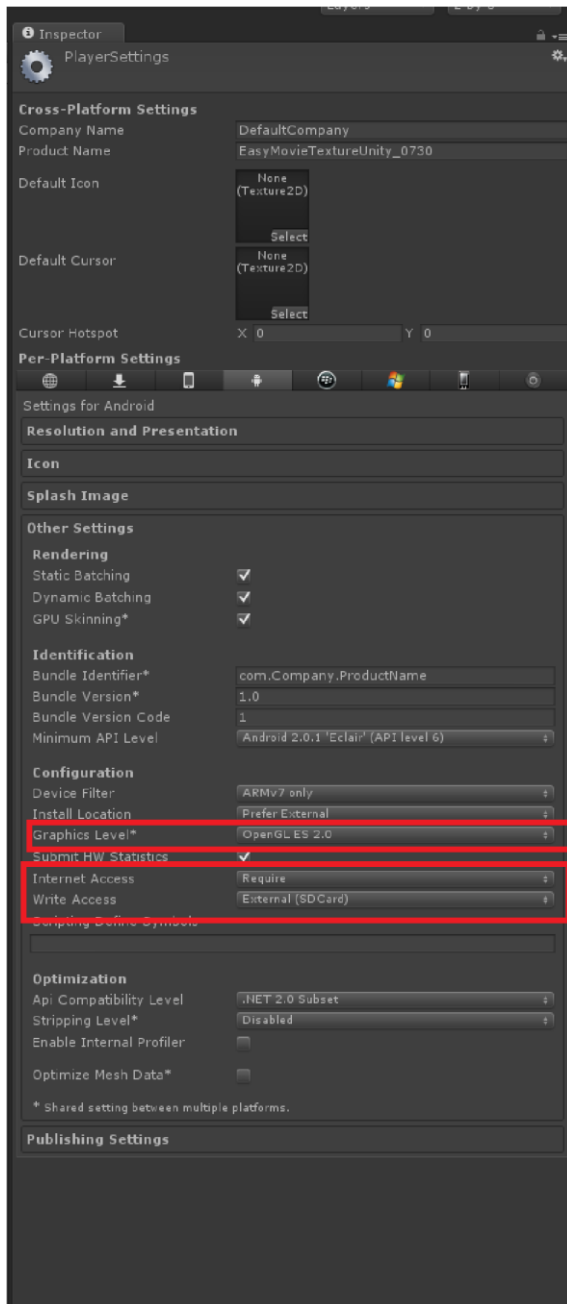 Inspector
PlayerSettings
Cross-Platform Settings
Company Name DefaultCompany
Product Name EasyMovieTextureUnity_0730
Default Icon None
(Texture2D)
Select
Default Cursor None
(Texture2D)
Select
Cursor Hotspot X 0 Y 0
Per-Platform Settings
Settings for Android
Resolution and Presentation
Icon
Splash Image
Other Settings
Rendering
Static Batching
Dynamic Batching
GPU Skinning*
Identification
Bundle Identifier* com.Company.ProductName
Bundle Version* 1.0
Bundle Version Code 1
Minimum API Level Android 2.0.1 'Eclair' (API level 6)
Configuration
Device Filter ARMv7 only
Install Location Prefer External
Graphics Level* OpenGL ES 2.0
Submit HW Statistics
Internet Access Require
Write Access External (SDCard)
Scripting Define Symbols
Optimization
Api Compatibility Level .NET 2.0 Subset
Stripping Level* Disabled
Enable Internal Profiler
Optimize Mesh Data*
* Shared setting between multiple platforms.
Publishing Settings